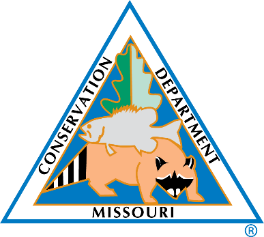 CONSERVATION
DEPARTMENT
MISSOURI
®